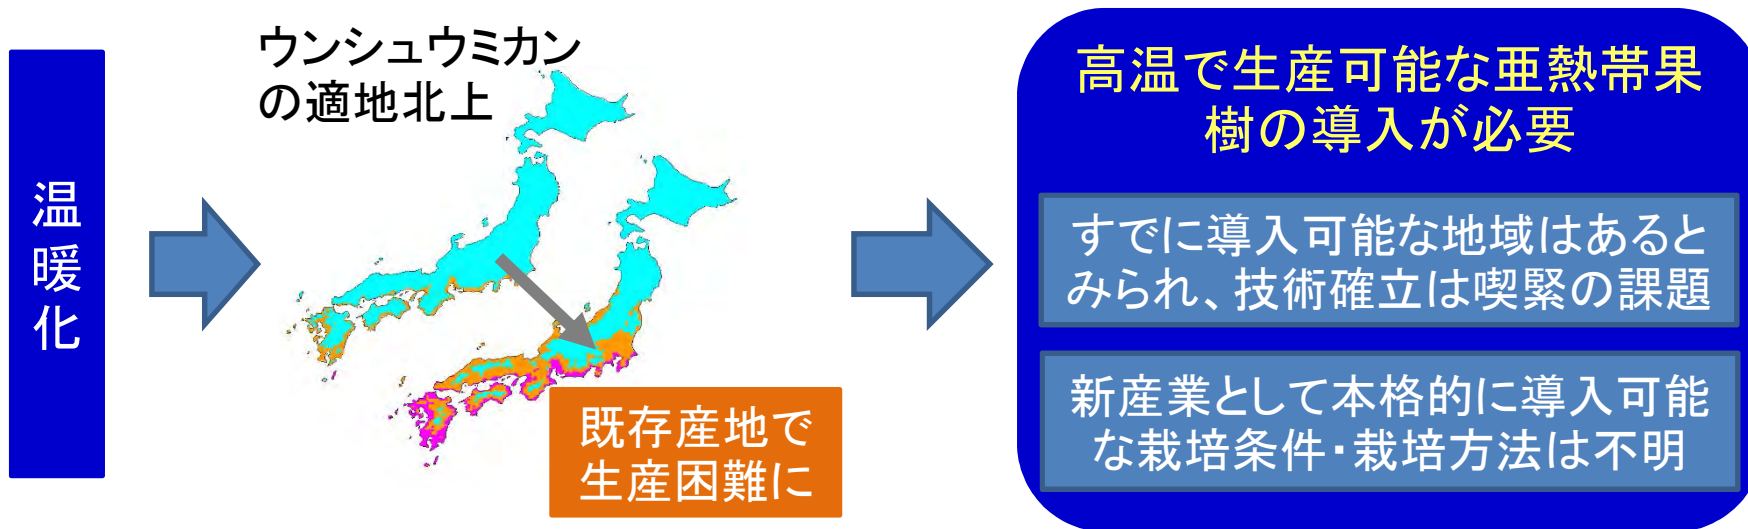 温暖化
ウンシュウミカン
の適地北上
既存産地で
生産困難に
高温で生産可能な亜熱帯果
樹の導入が必要
すでに導入可能な地域はあると
みられ、技術確立は喫緊の課題
新産業として本格的に導入可能
な栽培条件・栽培方法は不明